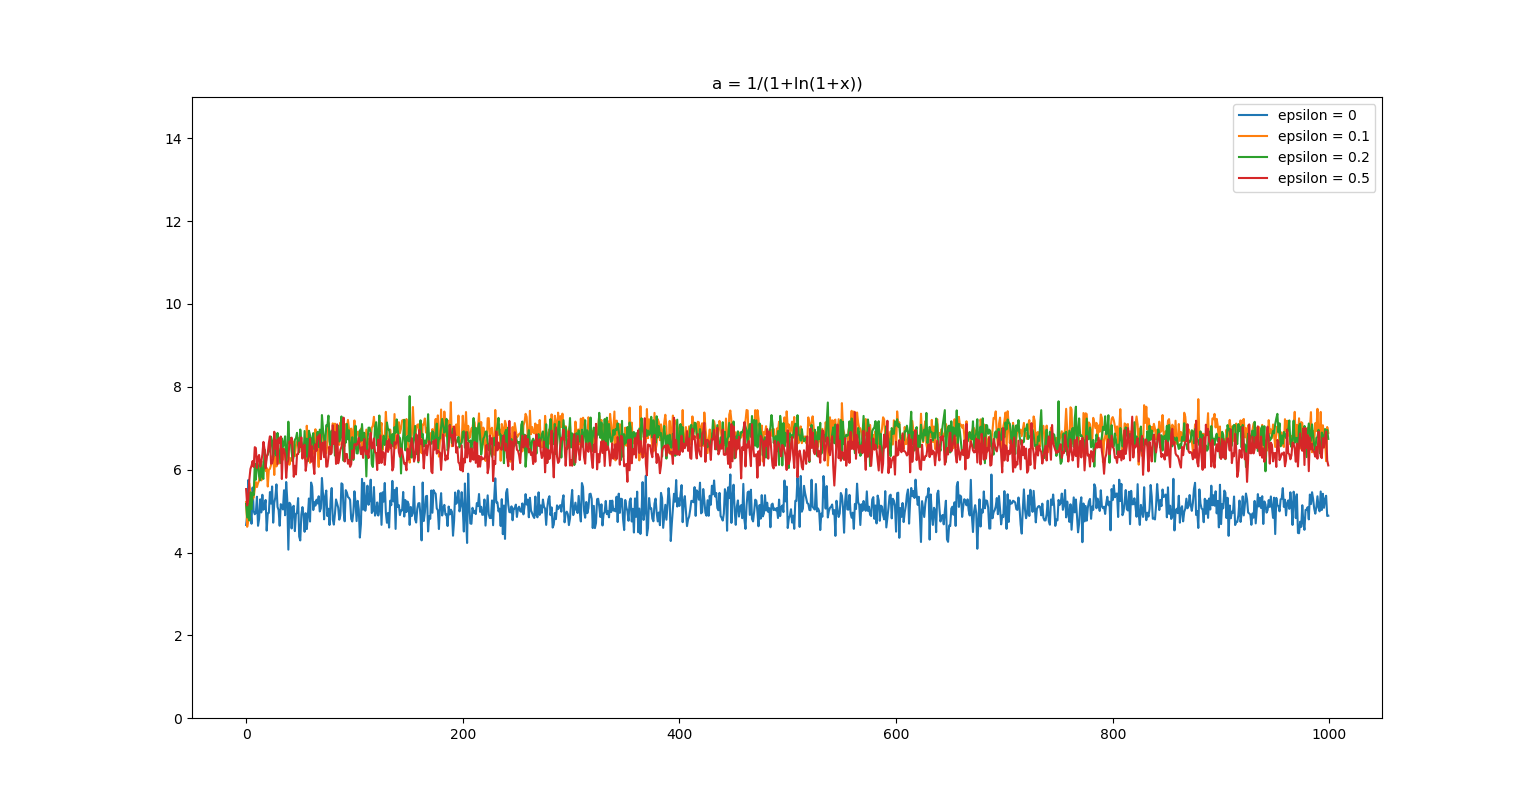 a = 1/(1+ln(1+x))
epsilon = 0
epsilon = 0.1
epsilon = 0.2
epsilon = 0.5
14
12
10
8
6
4
2
0
0 200 400 600 800 1000